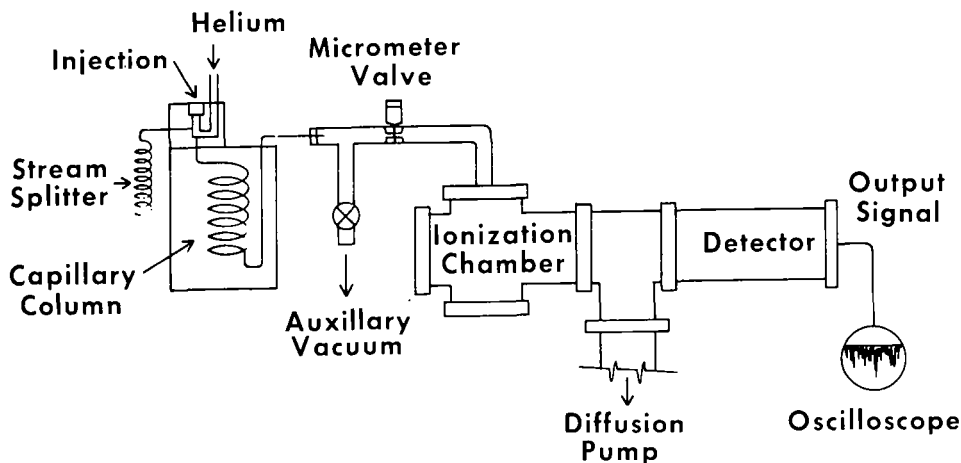 Helium
Injection
Micrometer
Valve
Stream
Splitter
Capillary
Column
Auxillary
Vacuum
Ionization
Chamber
Detector
Output
Signal
Diffusion
Pump
Oscilloscope